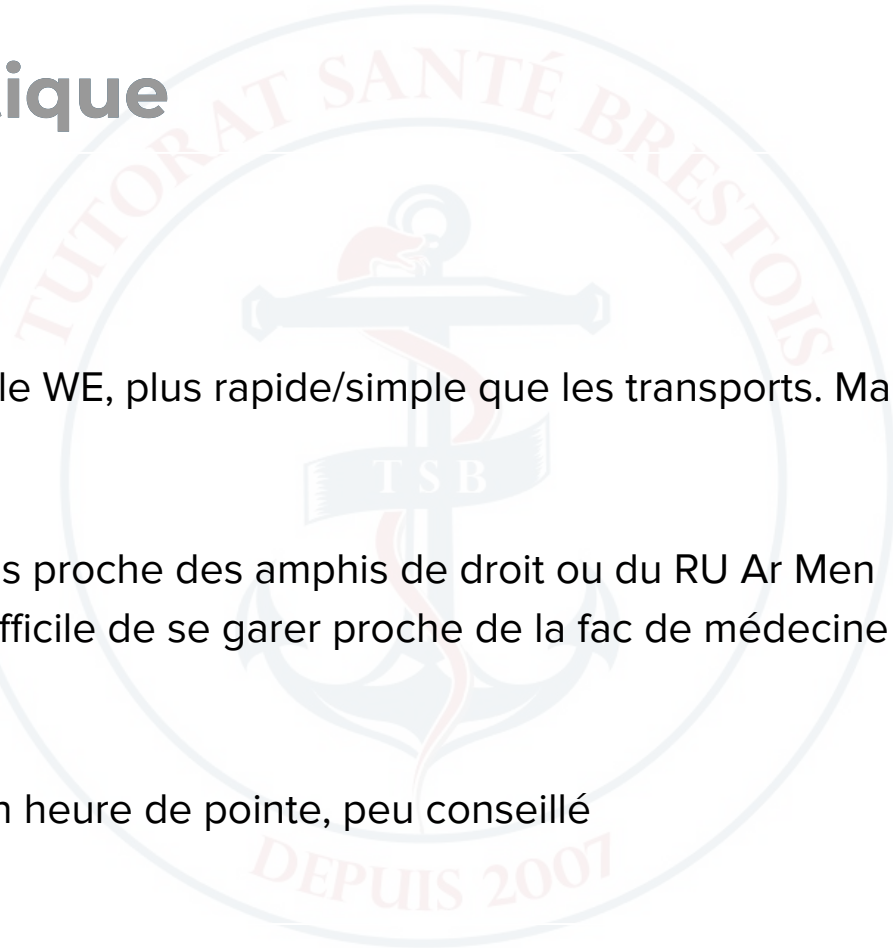 ique
TUTORAT SANTÉ BRESTOIS
le WE, plus rapide/simple que les transports. Ma
TSB
s proche des amphis de droit ou du RU Ar Men
fficile de se garer proche de la fac de médecine
heure de pointe, peu conseillé
DEPUIS 2007